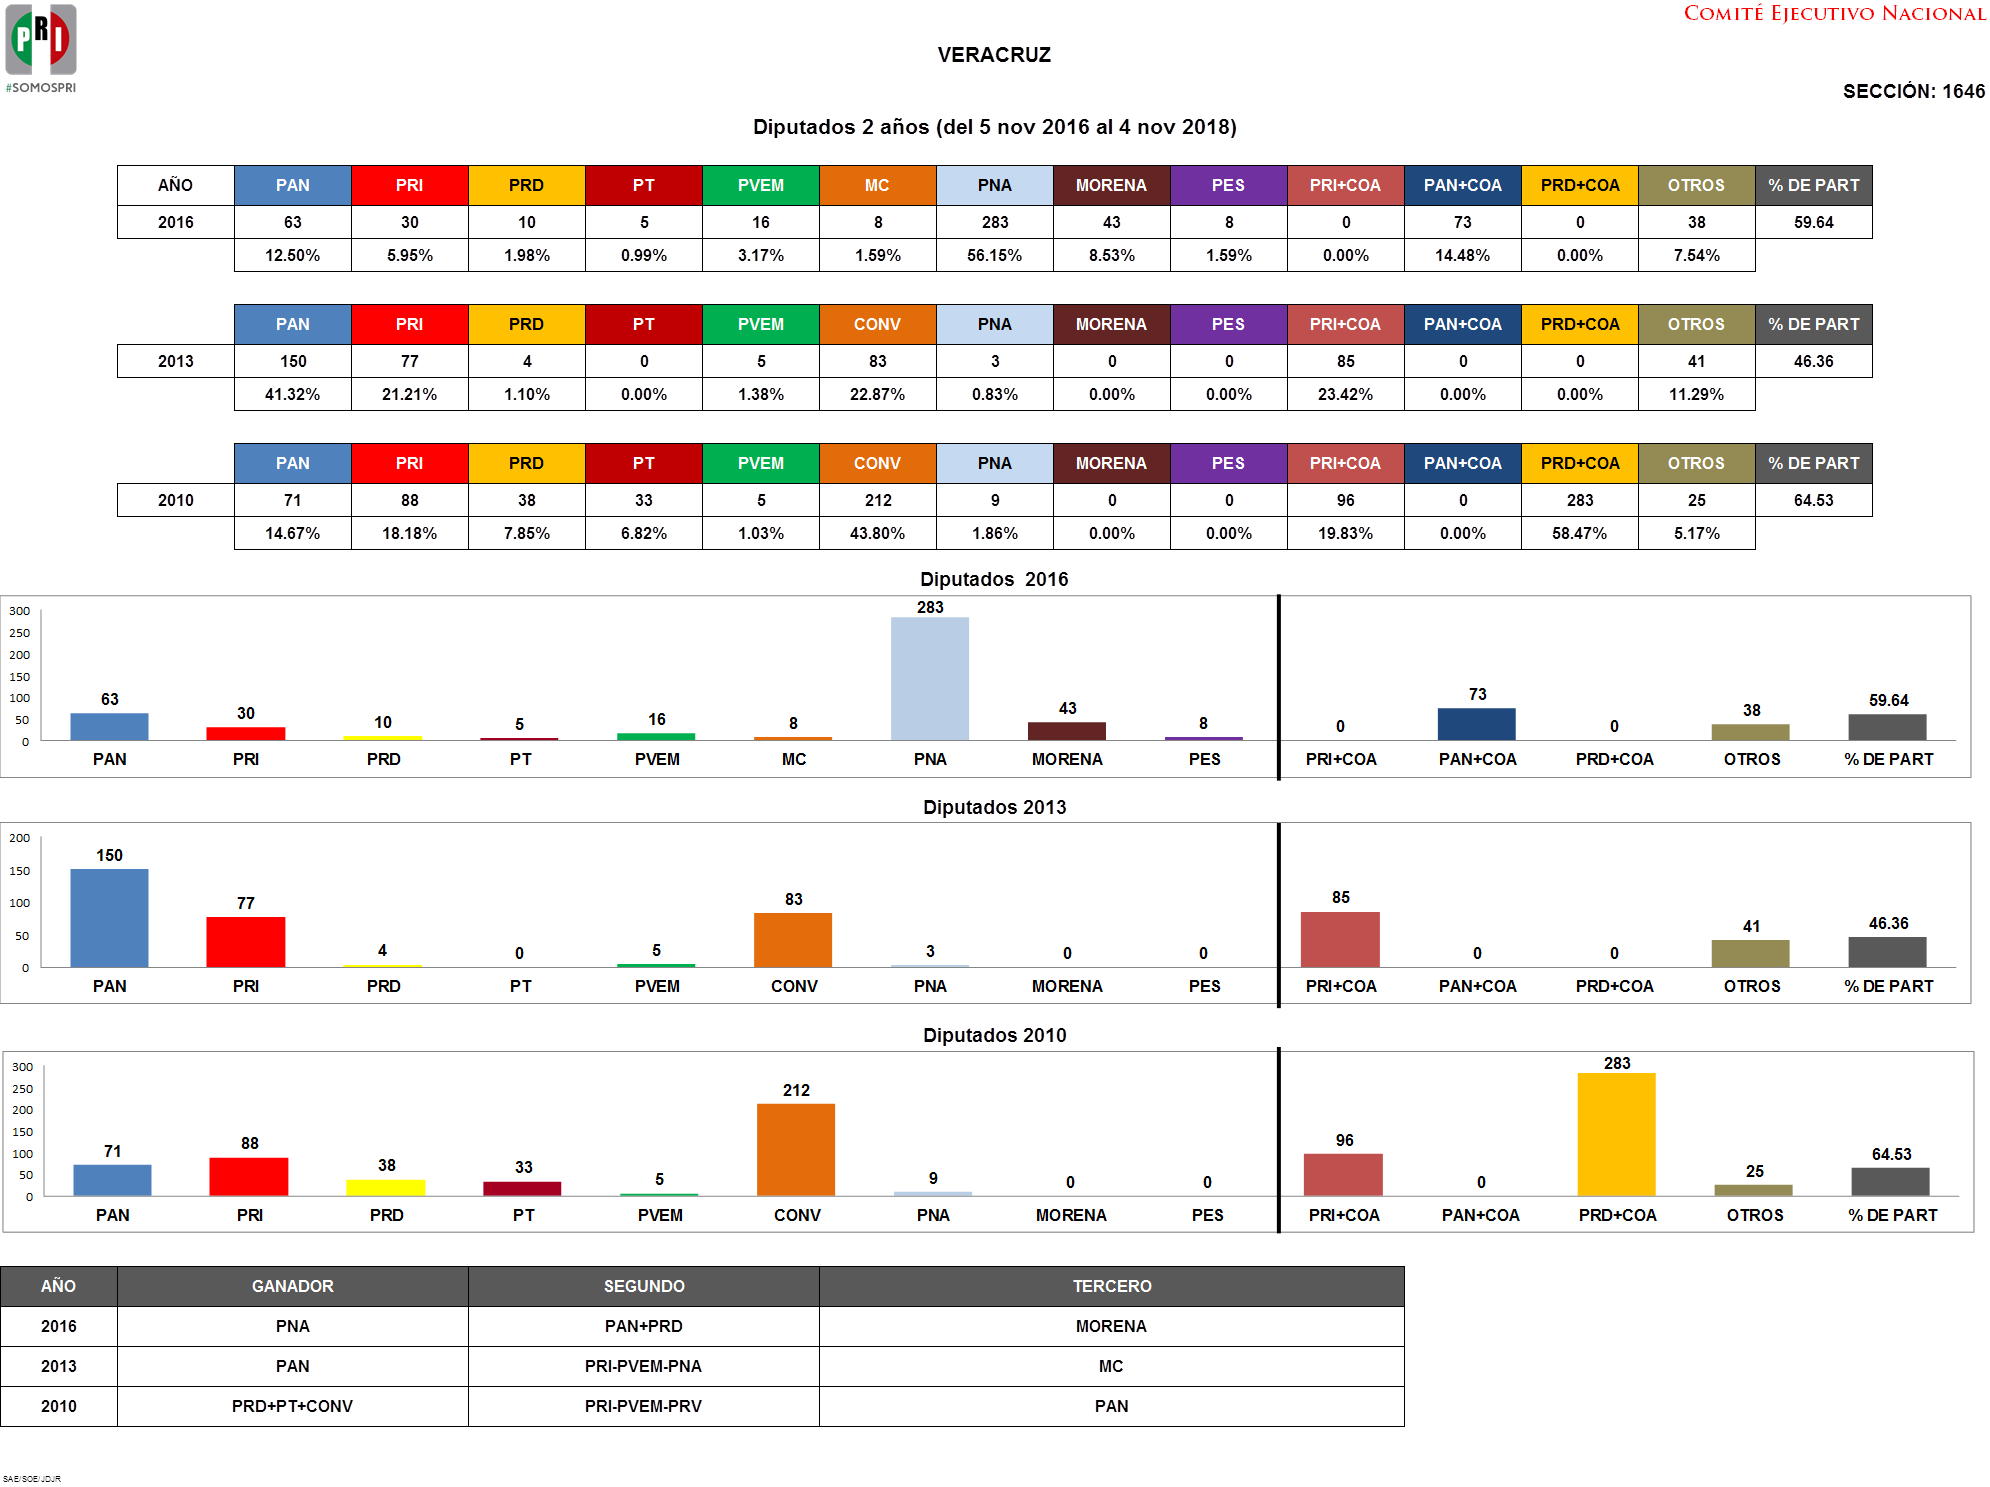 PRI
#SOMOSPRI
COMITÉ EJECUTIVO NACIONAL
VERACRUZ
SECCIÓN: 1646
Diputados 2 años (del 5 nov 2016 al 4 nov 2018)
AÑO PAN PRI PRD PT PVEM MC PNA MORENA PES PRI+COA PAN+COA PRD+COA OTROS % DE PART
2016 63 30 10 5 16 8 283 43 8 0 73 0 38 59.64
12.50% 5.95% 1.98% 0.99% 3.17% 1.59% 56.15% 8.53% 1.59% 0.00% 14.48% 0.00% 7.54%
PAN PRI PRD PT PVEM CONV PNA MORENA PES PRI+COA PAN+COA PRD+COA OTROS % DE PART
2013 150 77 4 0 5 83 3 0 0 85 0 0 41 46.36
41.32% 21.21% 1.10% 0.00% 1.38% 22.87% 0.83% 0.00% 0.00% 23.42% 0.00% 0.00% 11.29%
PAN PRI PRD PT PVEM CONV PNA MORENA PES PRI+COA PAN+COA PRD+COA OTROS % DE PART
2010 71 88 38 33 5 212 9 0 0 96 0 283 25 64.53
14.67% 18.18% 7.85% 6.82% 1.03% 43.80% 1.86% 0.00% 0.00% 19.83% 0.00% 58.47% 5.17%
Diputados 2016
300
250
200
150
100
50
0
63 30 10 5 16 8 283 43 8 0 73 0 38 59.64
PAN PRI PRD PT PVEM MC PNA MORENA PES PRI+COA PAN+COA PRD+COA OTROS % DE PART
Diputados 2013
200
150
100
50
0
150 77 4 0 5 83 3 0 0 85 0 0 41 46.36
PAN PRI PRD PT PVEM CONV PNA MORENA PES PRI+COA PAN+COA PRD+COA OTROS % DE PART
Diputados 2010
300
250
200
150
100
50
0
71 88 38 33 5 212 9 0 0 96 0 283 25 64.53
PAN PRI PRD PT PVEM CONV PNA MORENA PES PRI+COA PAN+COA PRD+COA OTROS % DE PART
AÑO GANADOR SEGUNDO TERCERO
2016 PNA PAN+PRD MORENA
2013 PAN PRI-PVEM-PNA MC
2010 PRD+PT+CONV PRI-PVEM-PRV PAN
SAE/SOE/JDJR